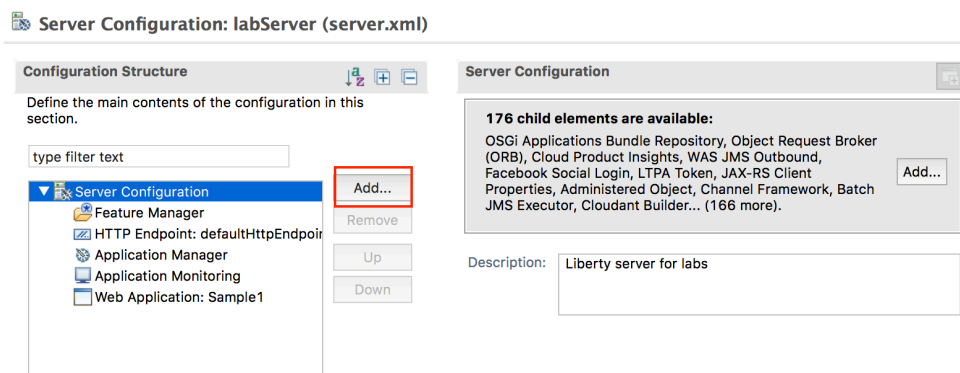 Server Configuration: labServer (server.xml)
Configuration Structure
Define the main contents of the configuration in this
section.
type filter text
Server Configuration
Feature Manager
HTTP Endpoint: defaultHttpEndpoin
Application Manager
Application Monitoring
Web Application: Sample1
Add...
Remove
Up
Down
Server Configuration
176 child elements are available:
OSGi Applications Bundle Repository, Object Request Broker
(ORB), Cloud Product Insights, WAS JMS Outbound,
Facebook Social Login, LTPA Token, JAX-RS Client
Properties, Administered Object, Channel Framework, Batch
JMS Executor, Cloudant Builder... (166 more).
Add...
Description:
Liberty server for labs